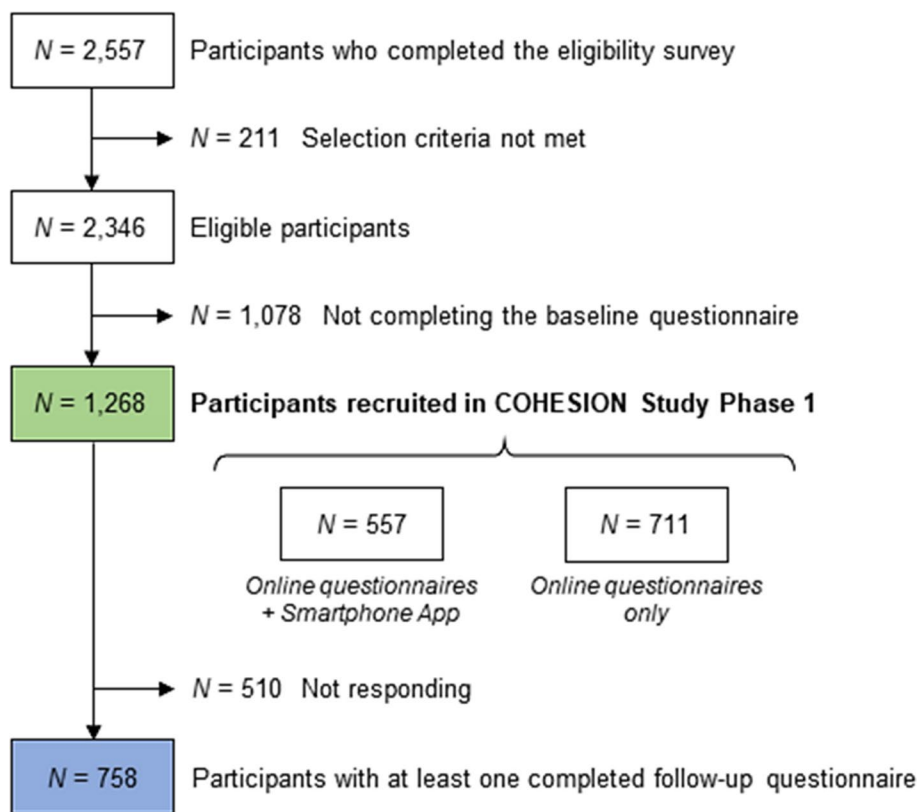 N = 2,557 Participants who completed the eligibility survey
N = 211 Selection criteria not met
N = 2,346 Eligible participants
N = 1,078 Not completing the baseline questionnaire
N = 1,268 Participants recruited in COHESION Study Phase 1
N = 557 N = 711
Online questionnaires Online questionnaires
+ Smartphone App only
N = 510 Not responding
N = 758 Participants with at least one completed follow-up questionnaire